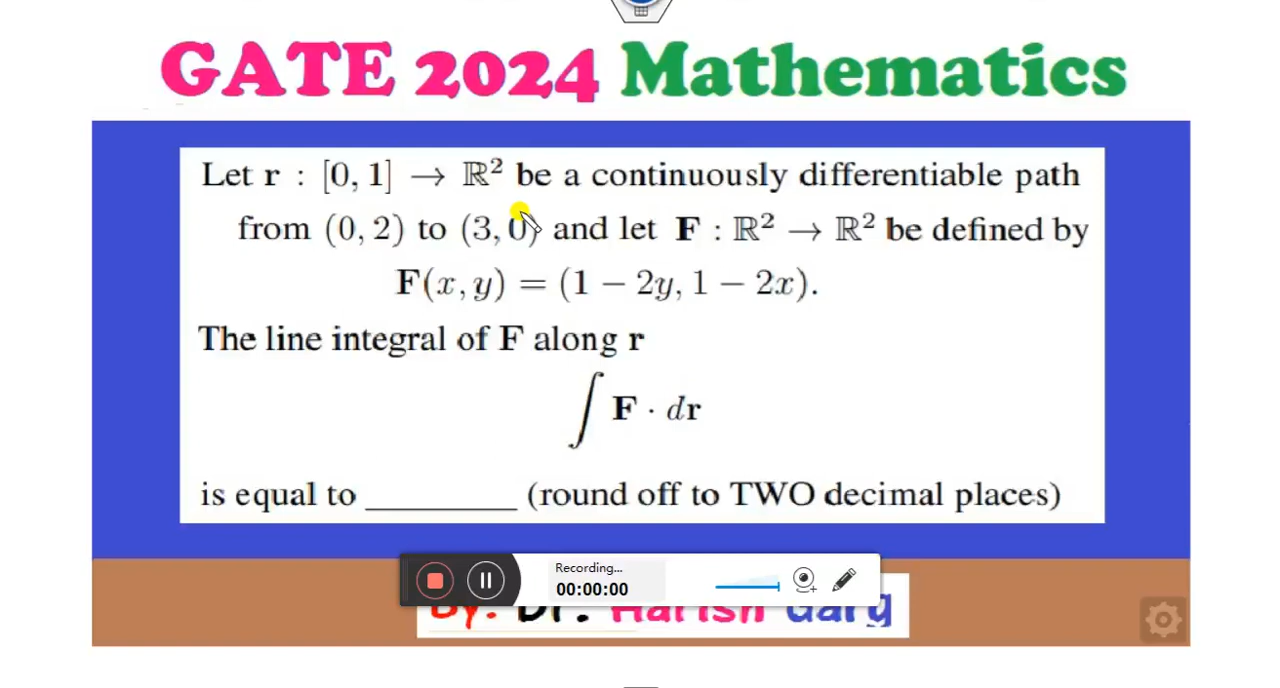 GATE 2024 Mathematics
Let r : [0, 1] → ℝ² be a continuously differentiable path
from (0, 2) to (3, 0) and let F : ℝ² → ℝ² be defined by
F(x, y) = (1 − 2y, 1 − 2x).
The line integral of F along r
∫ F · dr
is equal to ________ (round off to TWO decimal places)
Recording...
00:00:00
By: Dr. Harish Garg